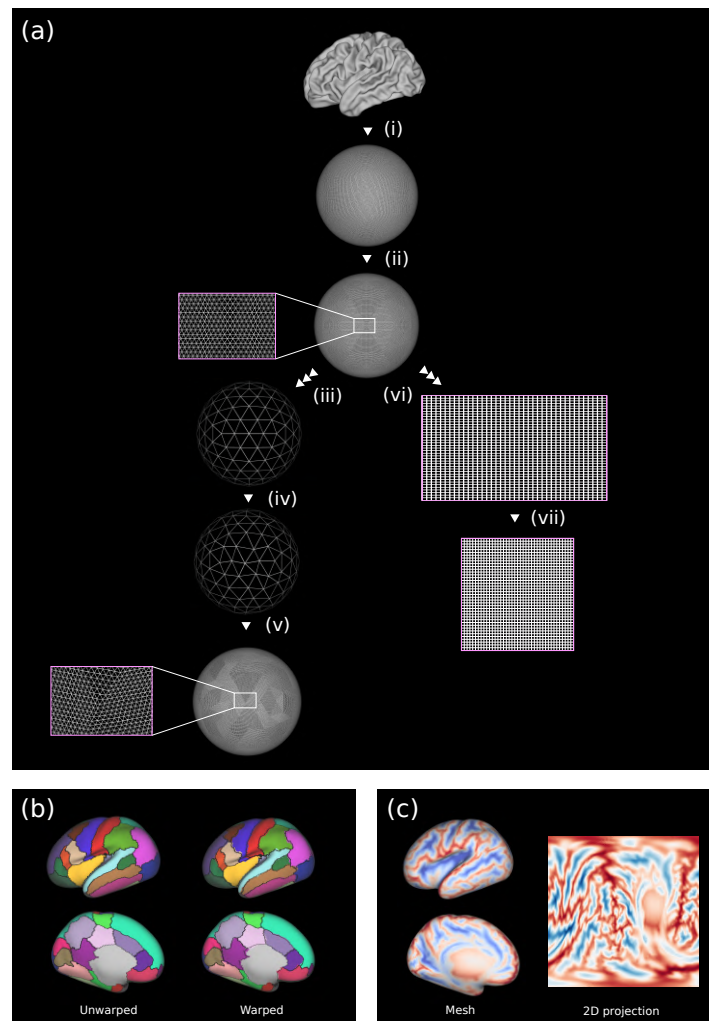 (a)
(i)
(ii)
(iii)
(vi)
(iv)
(vii)
(v)
(b)
Unwarped
Warped
(c)
Mesh
2D projection